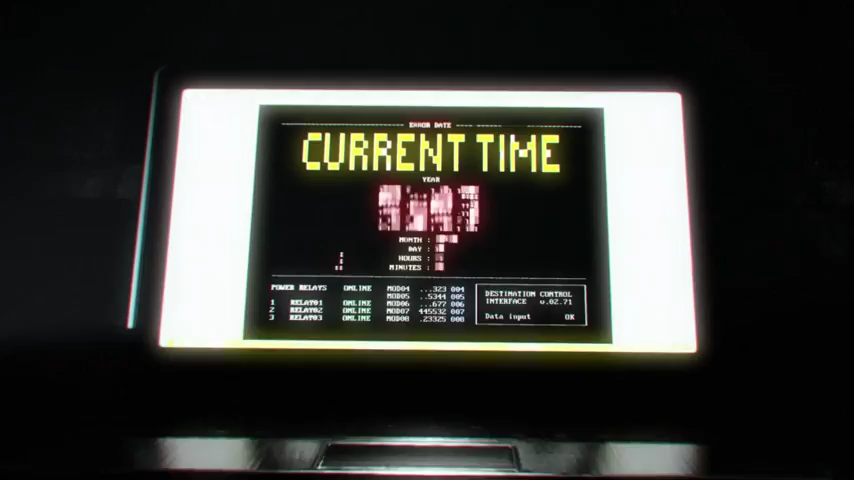 ERROR DATE
CURRENT TIME
YEAR
MONTH :
DAY :
HOURS :
MINUTES :
POWER RELAYS ONLINE MOD04 ...323 004
MOD05 ..5344 005
1 RELAY01 ONLINE MOD06 ...677 006
2 RELAY02 ONLINE MOD07 445532 007
3 RELAY03 ONLINE MOD08 .23325 008
DESTINATION CONTROL
INTERFACE v.02.71
Data input OK